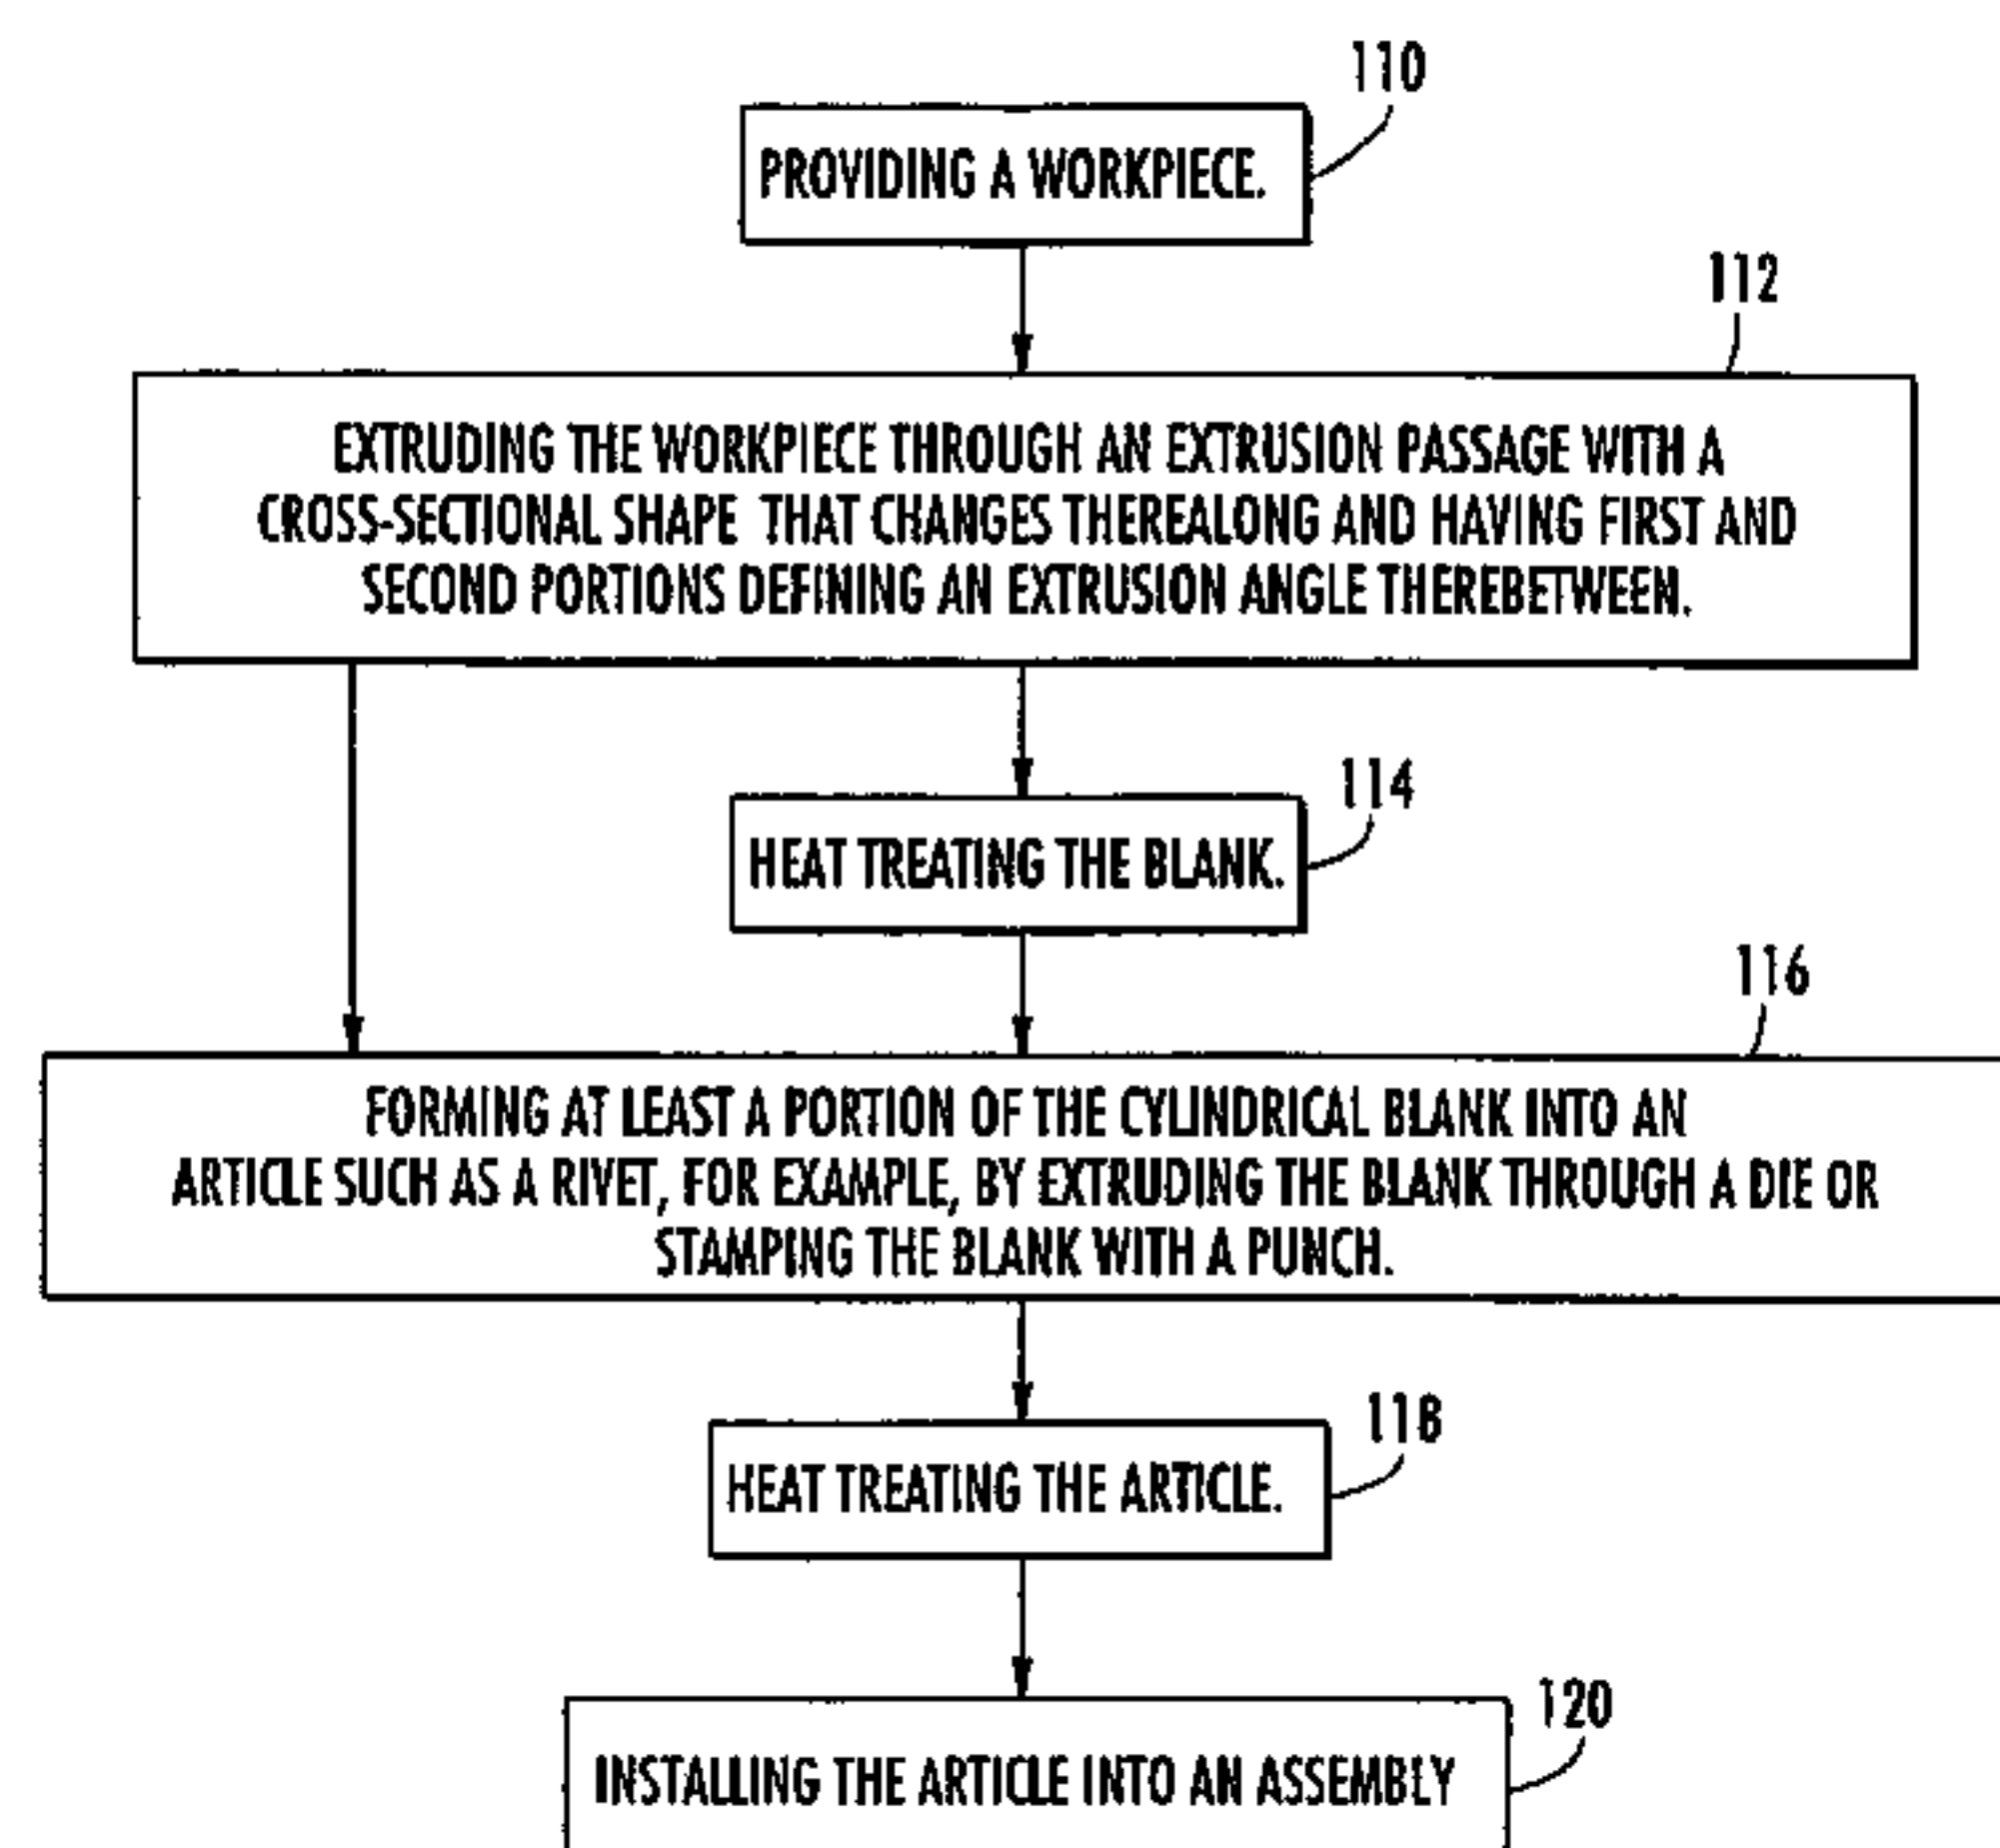 110
PROVIDING A WORKPIECE.
112
EXTRUDING THE WORKPIECE THROUGH AN EXTRUSION PASSAGE WITH A
CROSS-SECTIONAL SHAPE THAT CHANGES THEREALONG AND HAVING FIRST AND
SECOND PORTIONS DEFINING AN EXTRUSION ANGLE THEREBETWEEN.
114
HEAT TREATING THE BLANK.
116
FORMING AT LEAST A PORTION OF THE CYLINDRICAL BLANK INTO AN
ARTICLE SUCH AS A RIVET, FOR EXAMPLE, BY EXTRUDING THE BLANK THROUGH A DIE OR
STAMPING THE BLANK WITH A PUNCH.
118
HEAT TREATING THE ARTICLE.
120
INSTALLING THE ARTICLE INTO AN ASSEMBLY